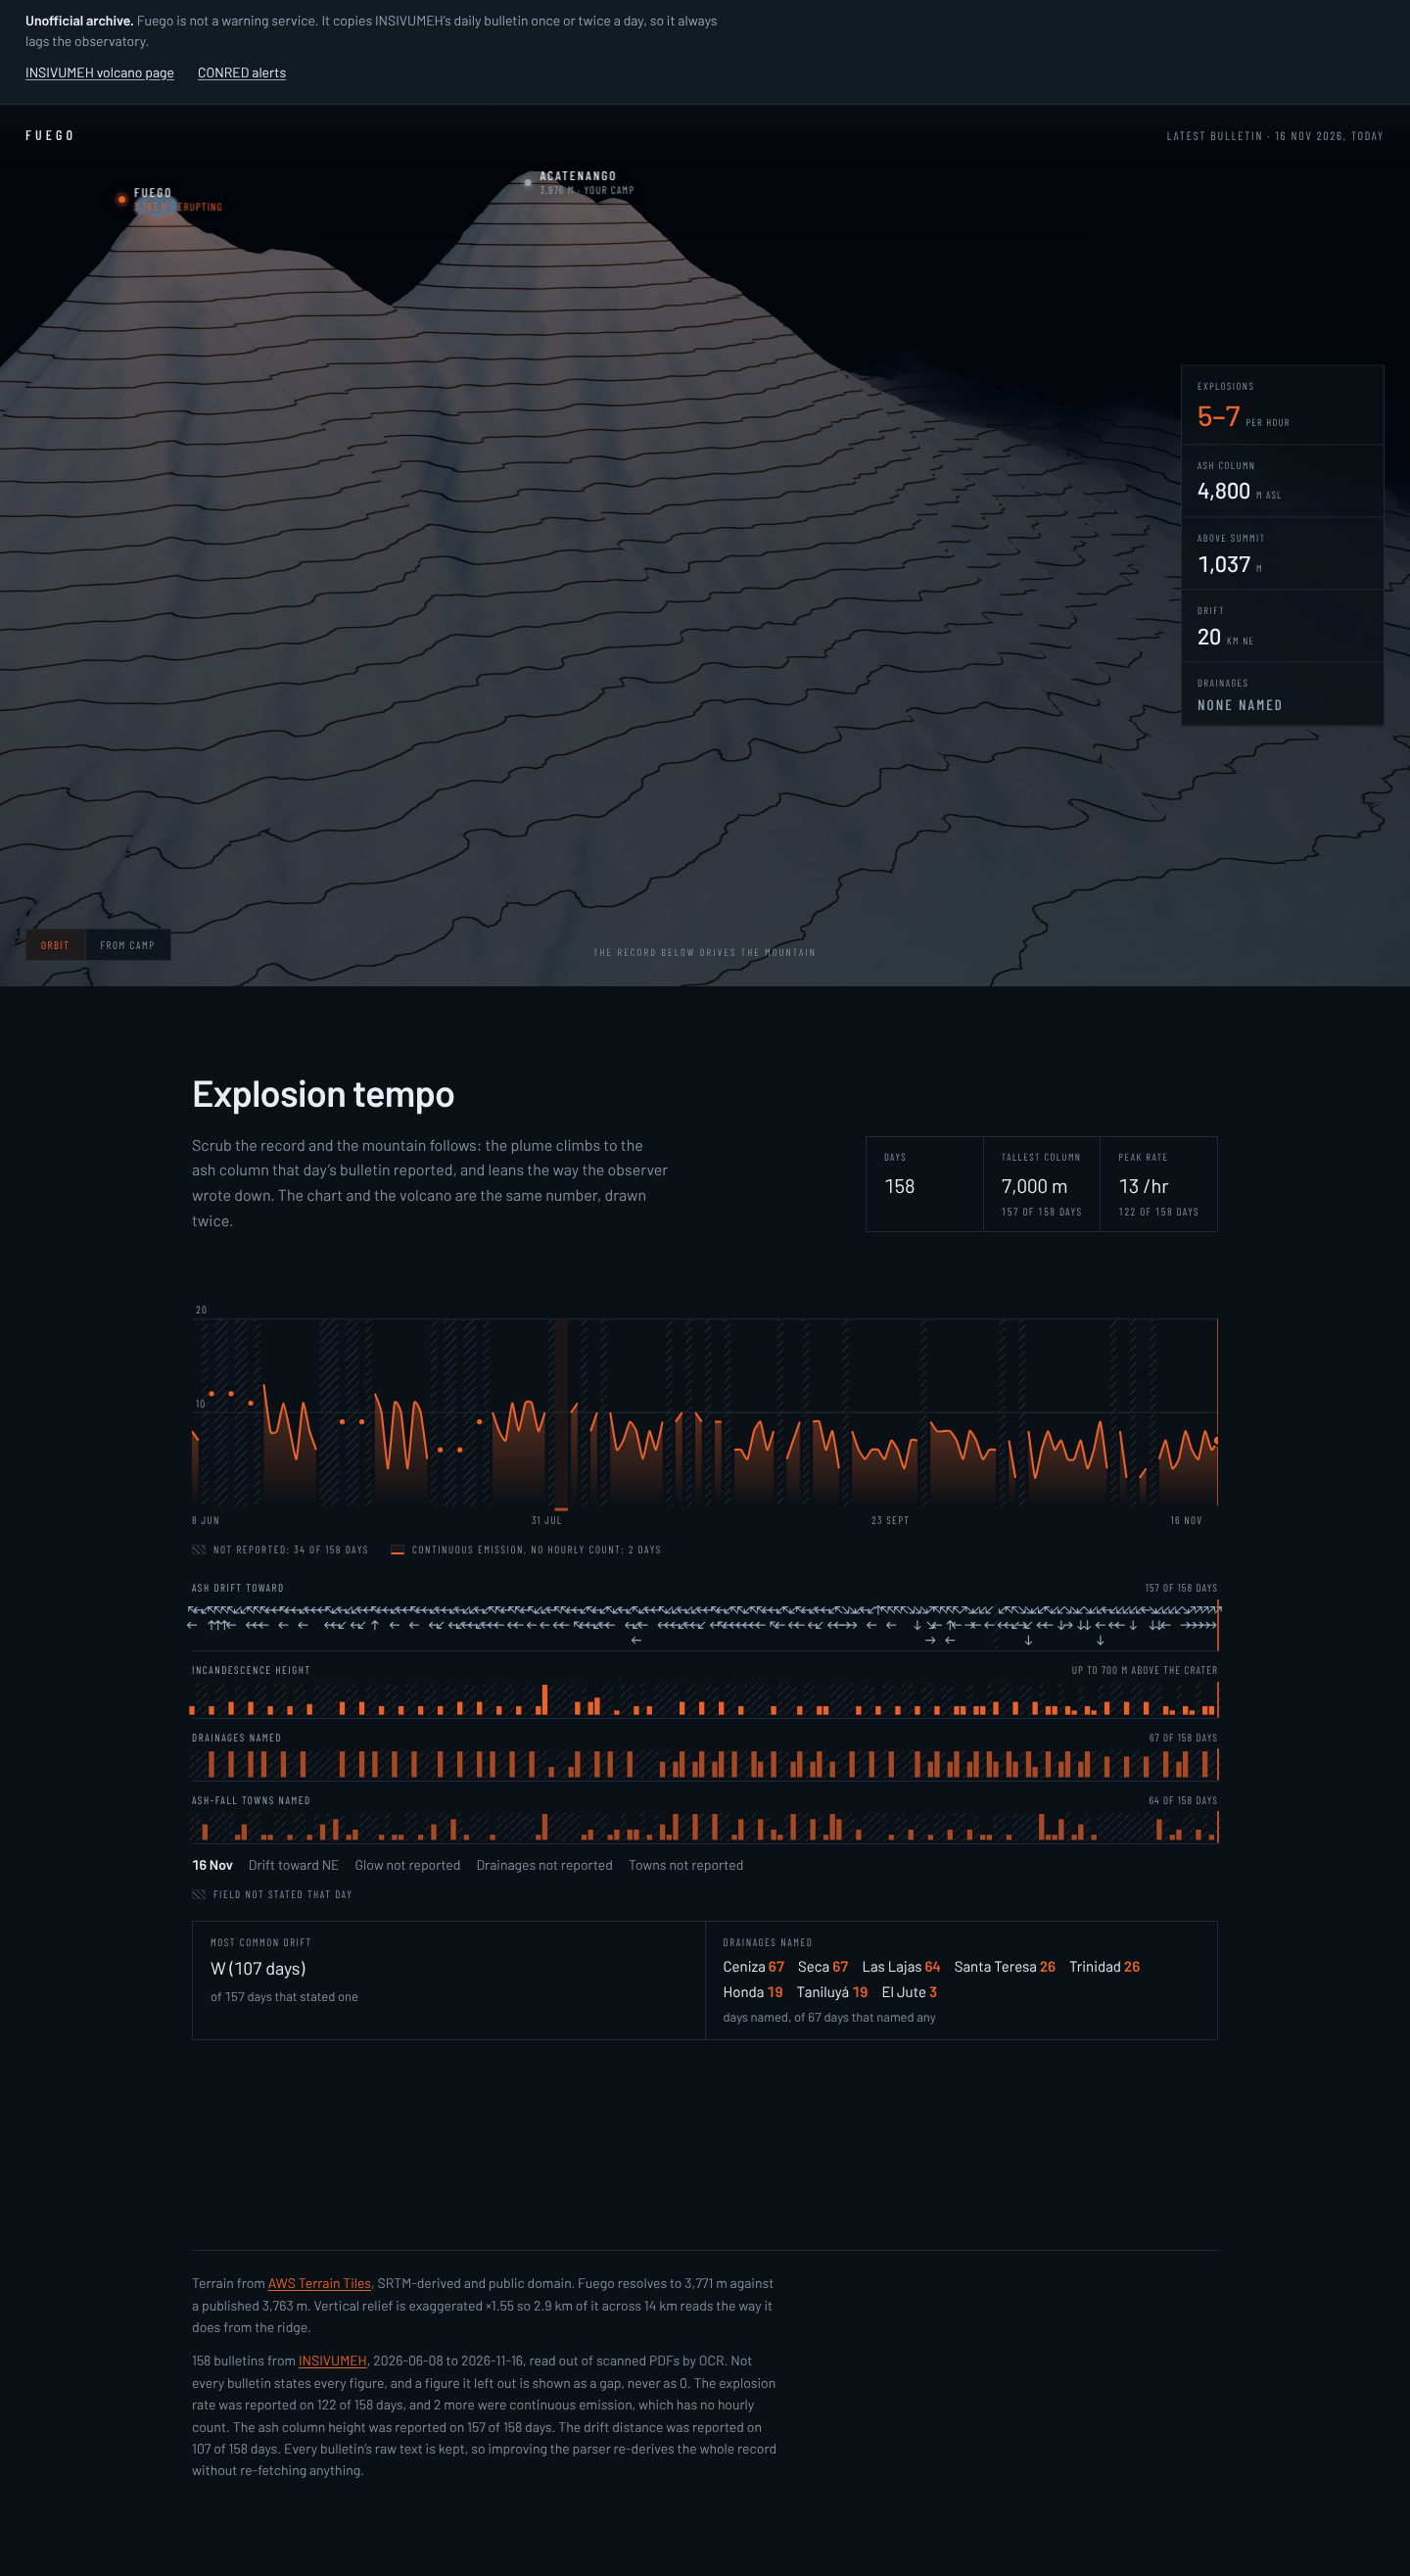 Unofficial archive. Fuego is not a warning service. It copies INSIVUMEH's daily bulletin once or twice a day, so it always
lags the observatory.
INSIVUMEH volcano page CONRED alerts
FUEGO
LATEST BULLETIN · 16 NOV 2026, TODAY
ACATENANGO
3,976 M · YOUR CAMP
FUEGO
3,763 M · ERUPTING
EXPLOSIONS
5–7 PER HOUR
ASH COLUMN
4,800 M ASL
ABOVE SUMMIT
1,037 M
DRIFT
20 KM NE
DRAINAGES
NONE NAMED
ORBIT FROM CAMP
THE RECORD BELOW DRIVES THE MOUNTAIN
Explosion tempo
Scrub the record and the mountain follows: the plume climbs to the
ash column that day's bulletin reported, and leans the way the observer
wrote down. The chart and the volcano are the same number, drawn
twice.
DAYS
158
TALLEST COLUMN
7,000 m
157 OF 158 DAYS
PEAK RATE
13 /hr
122 OF 158 DAYS
20
10
8 JUN 31 JUL 23 SEPT 16 NOV
NOT REPORTED: 34 OF 158 DAYS CONTINUOUS EMISSION, NO HOURLY COUNT: 2 DAYS
ASH DRIFT TOWARD 157 OF 158 DAYS
INCANDESCENCE HEIGHT UP TO 700 M ABOVE THE CRATER
DRAINAGES NAMED 67 OF 158 DAYS
ASH-FALL TOWNS NAMED 64 OF 158 DAYS
16 Nov Drift toward NE Glow not reported Drainages not reported Towns not reported
FIELD NOT STATED THAT DAY
MOST COMMON DRIFT
W (107 days)
of 157 days that stated one
DRAINAGES NAMED
Ceniza 67 Seca 67 Las Lajas 64 Santa Teresa 26 Trinidad 26
Honda 19 Taniluyá 19 El Jute 3
days named, of 67 days that named any
Terrain from AWS Terrain Tiles, SRTM-derived and public domain. Fuego resolves to 3,771 m against
a published 3,763 m. Vertical relief is exaggerated ×1.55 so 2.9 km of it across 14 km reads the way it
does from the ridge.
158 bulletins from INSIVUMEH, 2026-06-08 to 2026-11-16, read out of scanned PDFs by OCR. Not
every bulletin states every figure, and a figure it left out is shown as a gap, never as 0. The explosion
rate was reported on 122 of 158 days, and 2 more were continuous emission, which has no hourly
count. The ash column height was reported on 157 of 158 days. The drift distance was reported on
107 of 158 days. Every bulletin's raw text is kept, so improving the parser re-derives the whole record
without re-fetching anything.